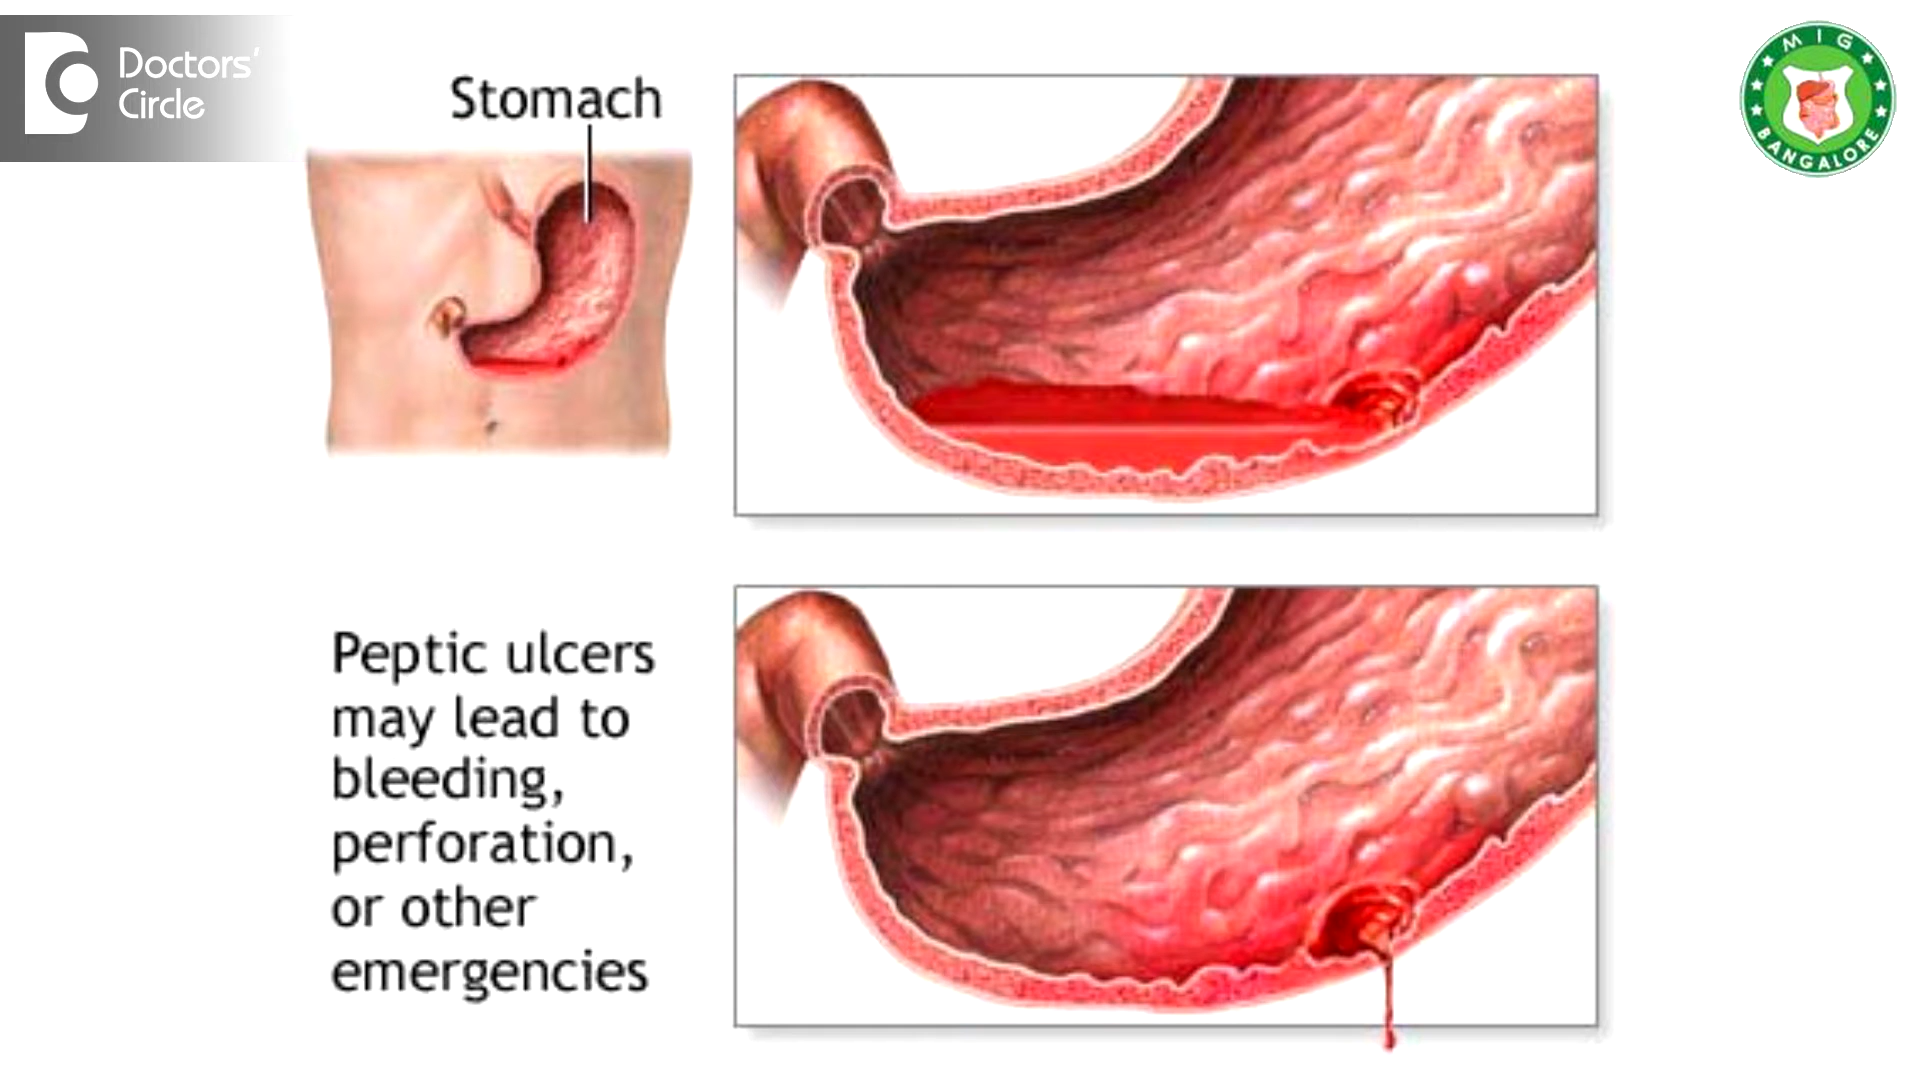 Doctors'
Circle
Stomach
MIG
BANGALORE
Peptic ulcers
may lead to
bleeding,
perforation,
or other
emergencies